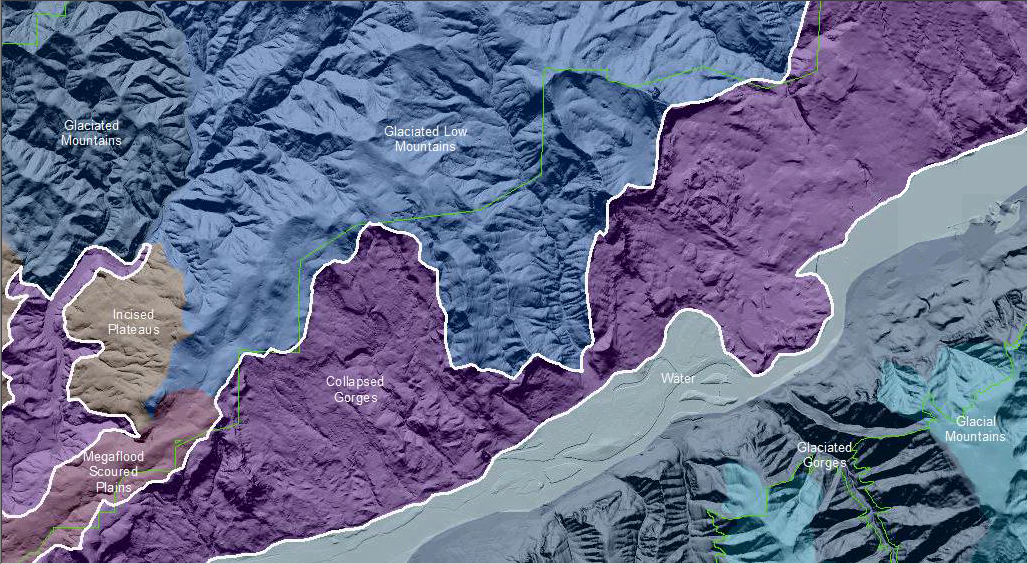 Glaciated
Mountains
Glaciated Low
Mountains
Incised
Plateaus
Collapsed
Gorges
Water
Glacial
Mountains
Glaciated
Gorges
Megaflood
Scoured
Plains